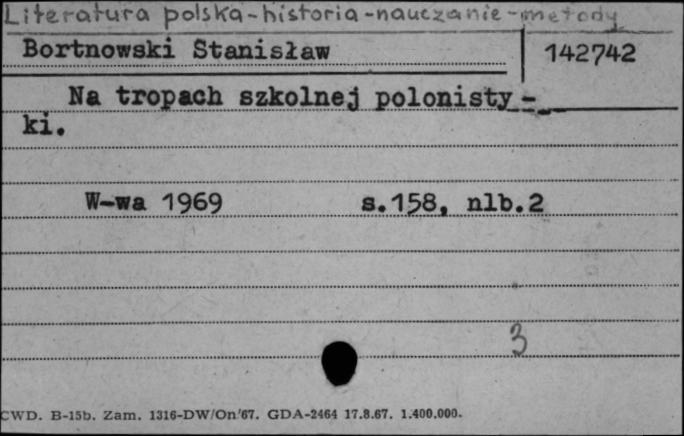 Literatura polska-historia-nauczanie-metody
Bortnowski Stanisław
142742
Na tropach szkolnej polonisty-
ki.
W-wa 1969 s.158, nlb.2
3
CWD. B-15b. Zam. 1316-DW/On/67. GDA-2464 17.8.67. 1.400.000.